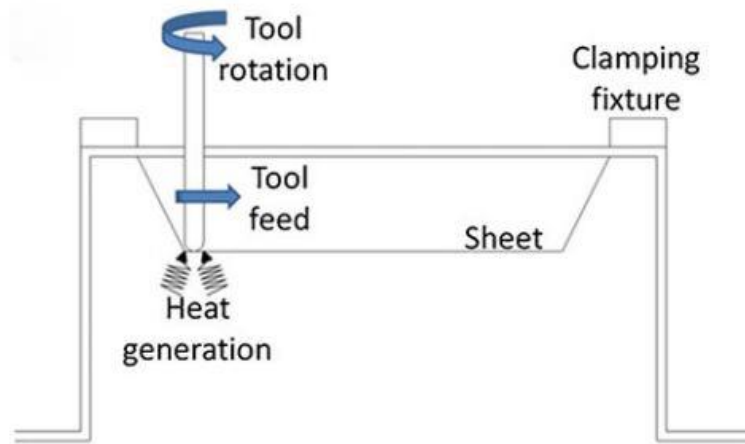 Tool
rotation
Clamping
fixture
Tool
feed
Sheet
Heat
generation